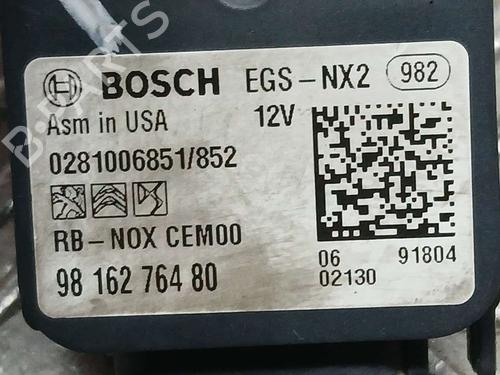 BOSCH EGS-NX2 982
Asm in USA 12V
0281006851/852
RB-NOX CEM00
98 162 764 80
06 91804
02130
B-PARTS